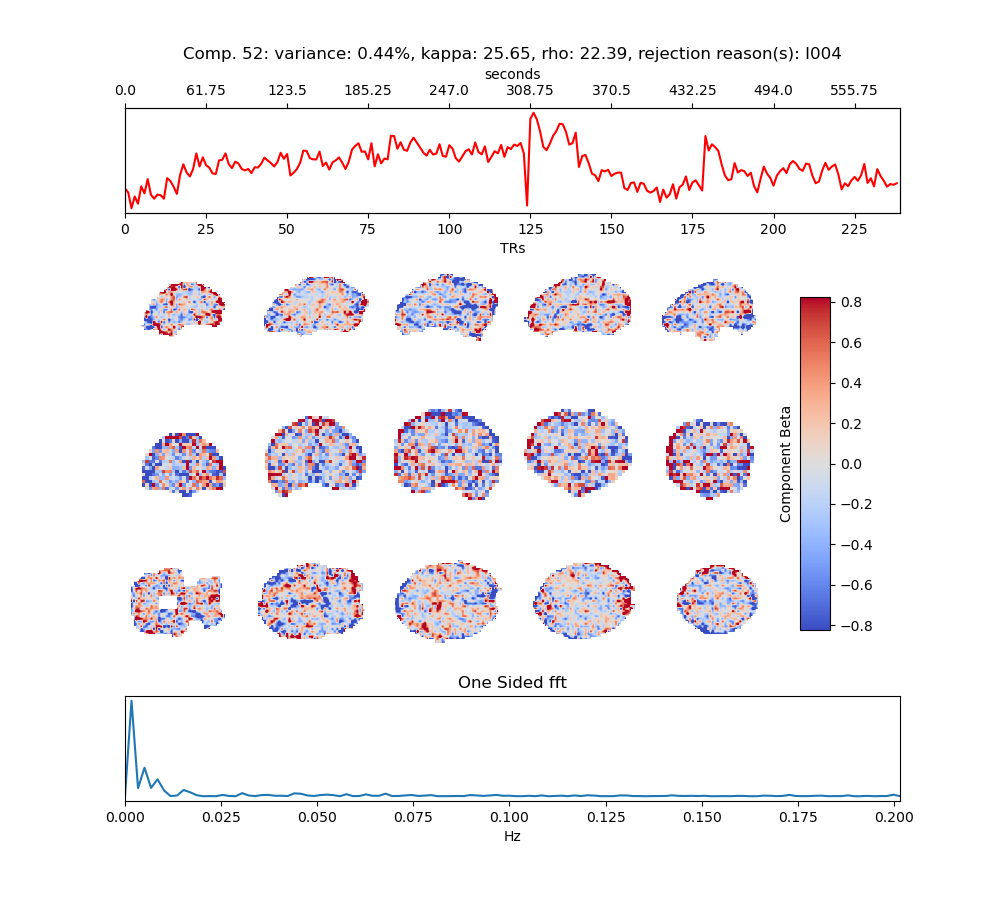 Comp. 52: variance: 0.44%, kappa: 25.65, rho: 22.39, rejection reason(s): I004
seconds
0.0 61.75 123.5 185.25 247.0 308.75 370.5 432.25 494.0 555.75
0 25 50 75 100 125 150 175 200 225
TRs
0.8
0.6
0.4
0.2
0.0
−0.2
−0.4
−0.6
−0.8
Component Beta
One Sided fft
0.000 0.025 0.050 0.075 0.100 0.125 0.150 0.175 0.200
Hz